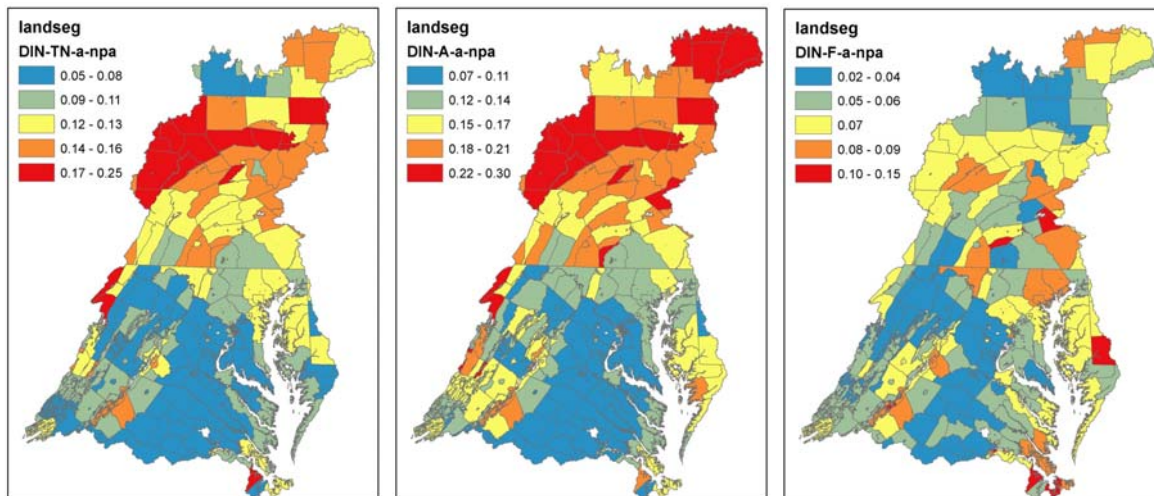 landseg
DIN-TN-a-npa
0.05 - 0.08
0.09 - 0.11
0.12 - 0.13
0.14 - 0.16
0.17 - 0.25
landseg
DIN-A-a-npa
0.07 - 0.11
0.12 - 0.14
0.15 - 0.17
0.18 - 0.21
0.22 - 0.30
landseg
DIN-F-a-npa
0.02 - 0.04
0.05 - 0.06
0.07
0.08 - 0.09
0.10 - 0.15